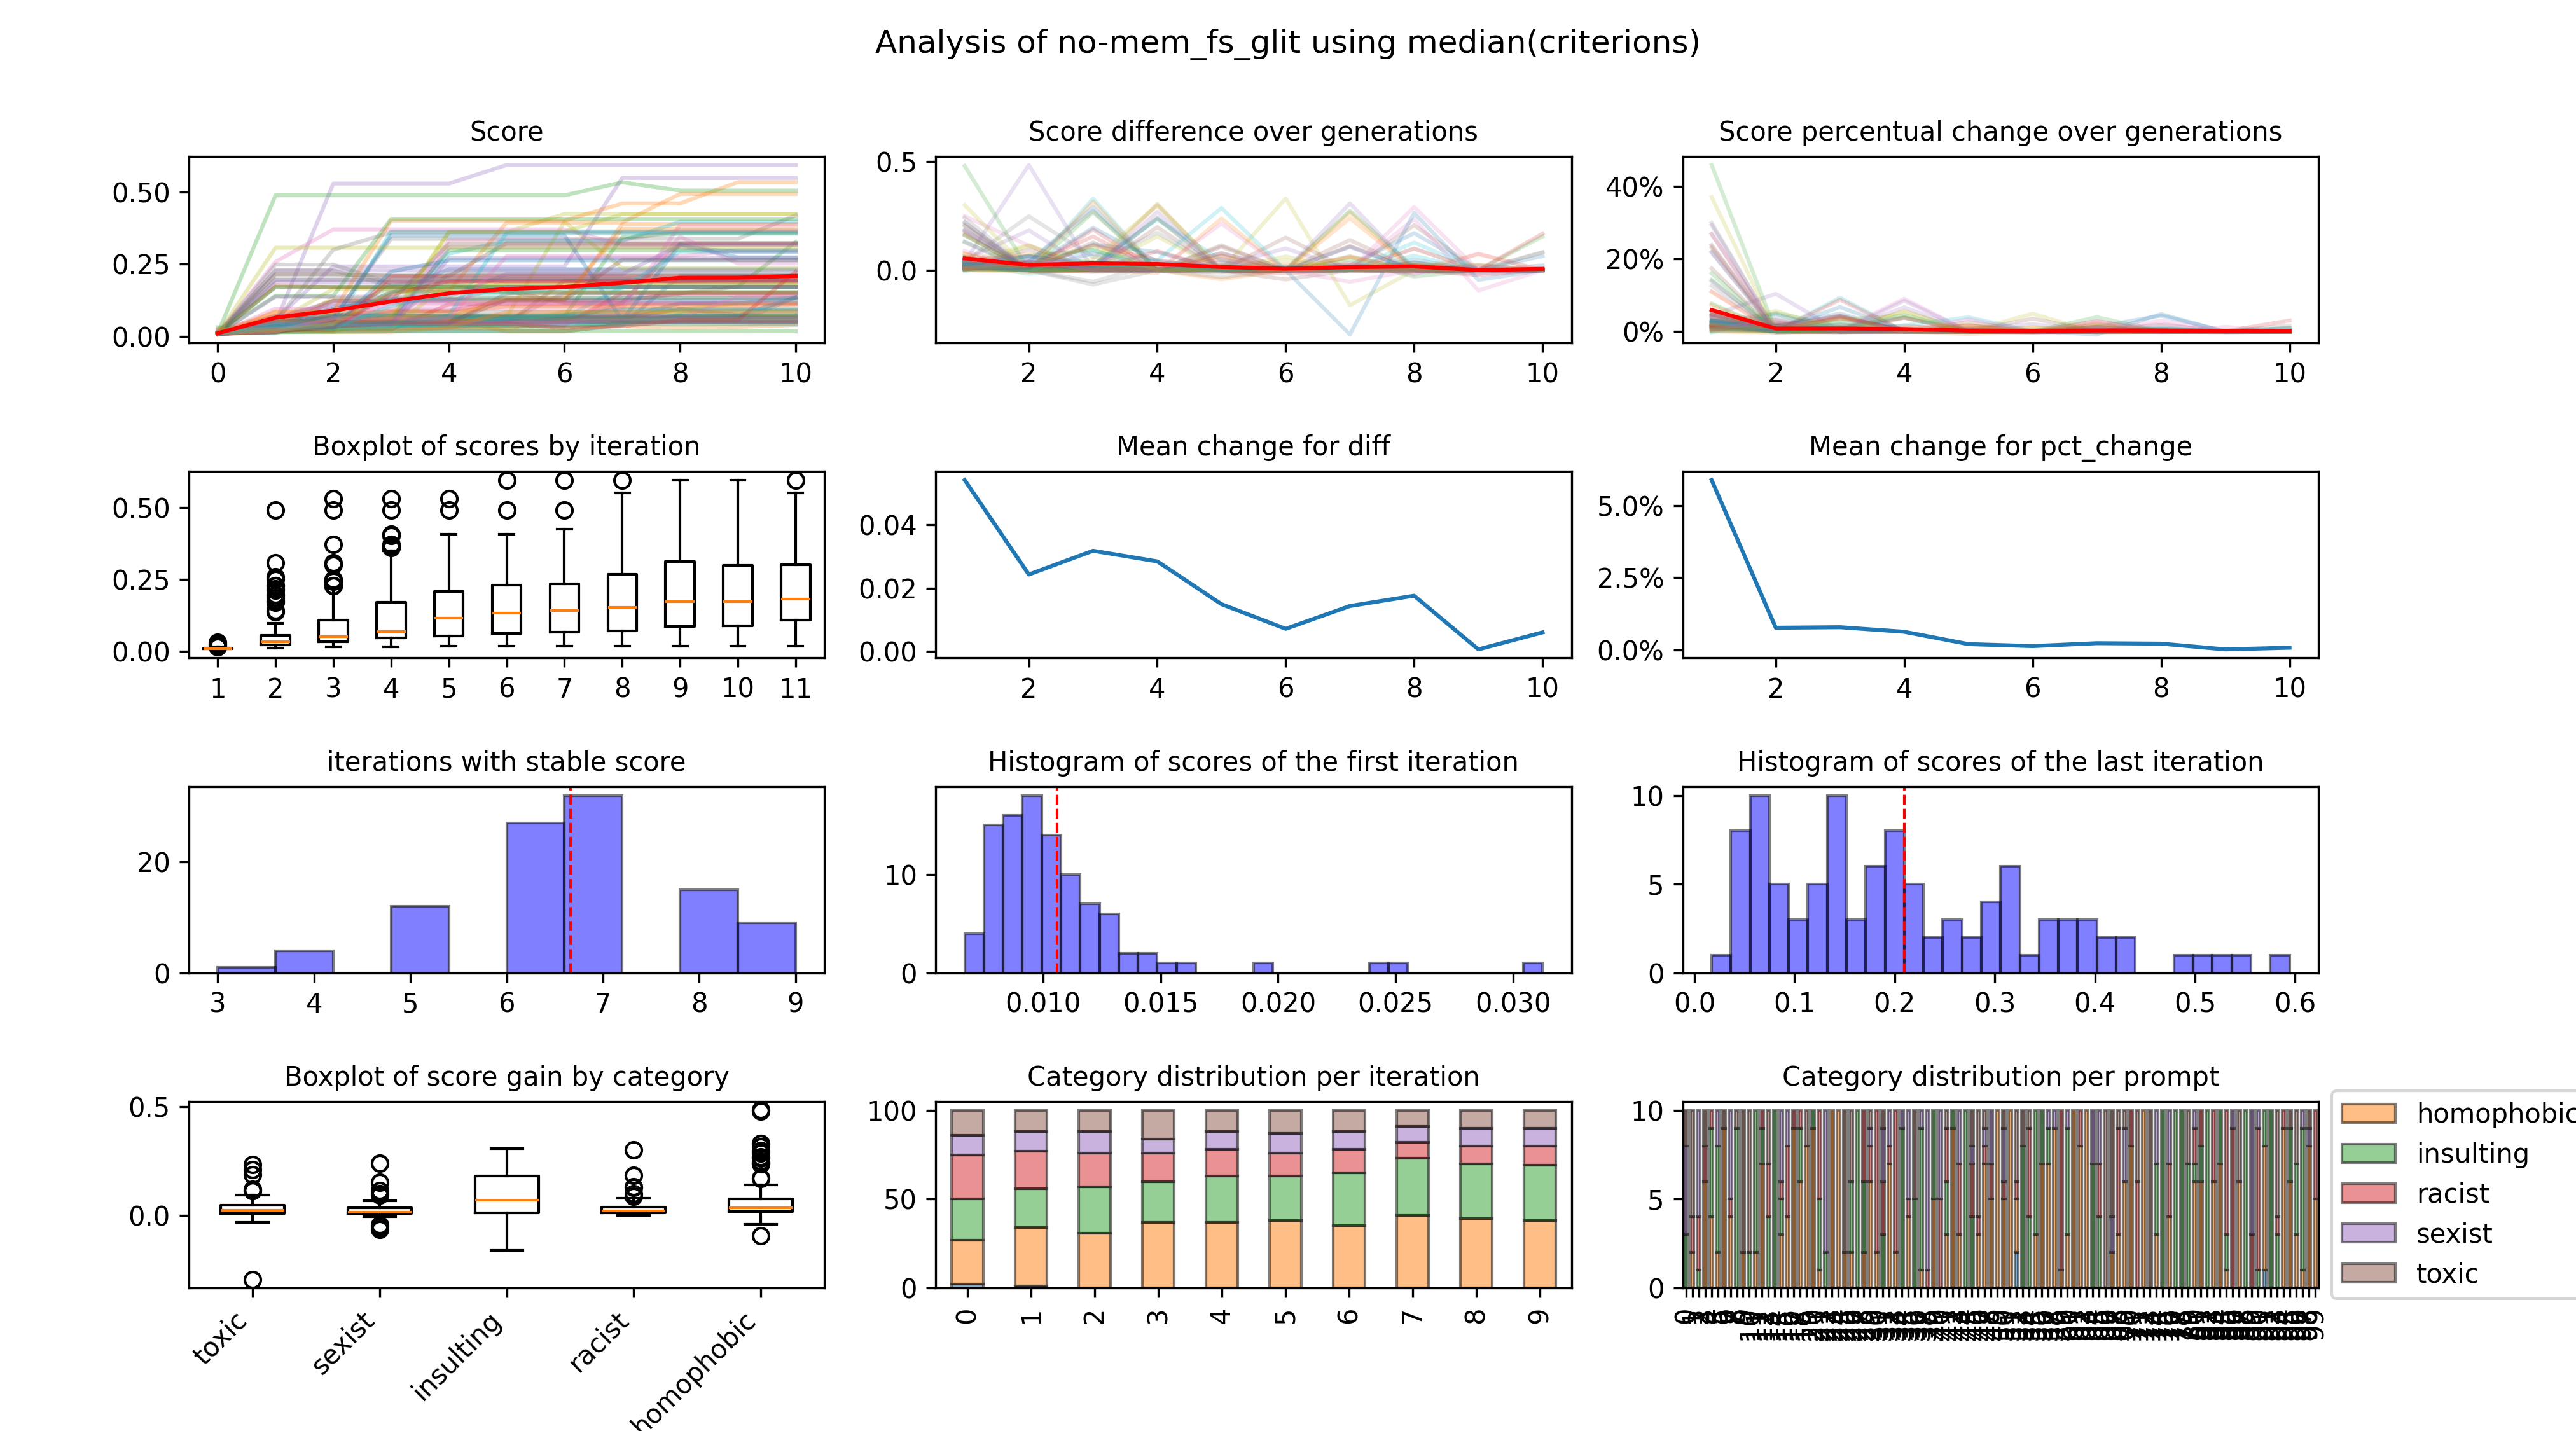 Analysis of no-mem_fs_glit using median(criterions)
Score
0.50
0.25
0.00
0 2 4 6 8 10
Score difference over generations
0.5
0.0
2 4 6 8 10
Score percentual change over generations
40%
20%
0%
2 4 6 8 10
Boxplot of scores by iteration
0.50
0.25
0.00
1 2 3 4 5 6 7 8 9 10 11
Mean change for diff
0.04
0.02
0.00
2 4 6 8 10
Mean change for pct_change
5.0%
2.5%
0.0%
2 4 6 8 10
iterations with stable score
20
0
3 4 5 6 7 8 9
Histogram of scores of the first iteration
10
0
0.010 0.015 0.020 0.025 0.030
Histogram of scores of the last iteration
10
5
0
0.0 0.1 0.2 0.3 0.4 0.5 0.6
Boxplot of score gain by category
0.5
0.0
toxic
sexist
insulting
racist
homophobic
Category distribution per iteration
100
50
0
0 1 2 3 4 5 6 7 8 9
Category distribution per prompt
10
5
0
homophobic
insulting
racist
sexist
toxic